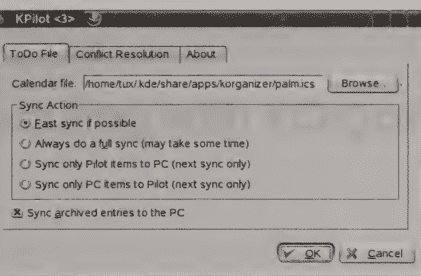 KPilot <3>
ToDo File
Conflict Resolution
About
Calendar file: /home/tux/.kde/share/apps/korganizer/palm.ics Browse...
Sync Action
Fast sync if possible
Always do a full sync (may take some time)
Sync only Pilot items to PC (next sync only)
Sync only PC items to Pilot (next sync only)
Sync archived entries to the PC
OK
Cancel